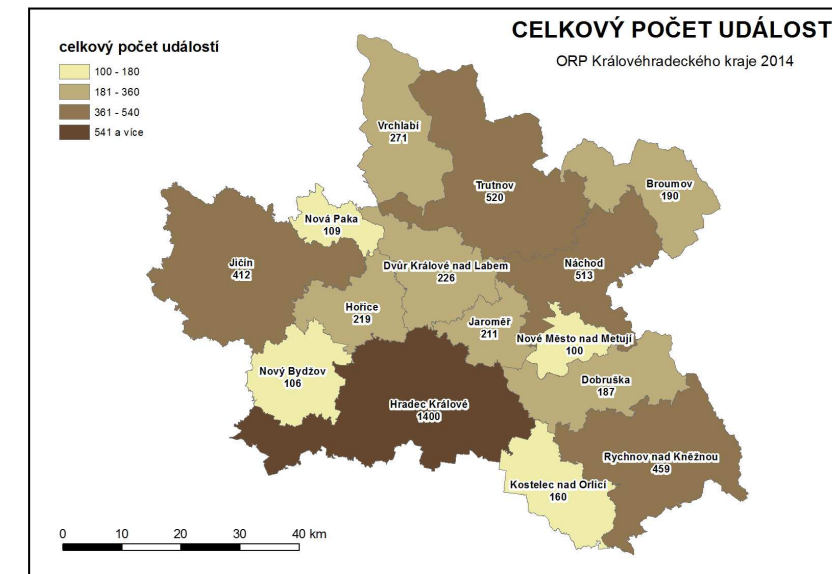 CELKOVÝ POČET UDÁLOST
ORP Královéhradeckého kraje 2014
celkový počet událostí
100 - 180
181 - 360
361 - 540
541 a více
Vrchlabí
271
Trutnov
520
Broumov
190
Nová Paka
109
Jičín
412
Dvůr Králové nad Labem
226
Náchod
513
Hořice
219
Jaroměř
211
Nové Město nad Metují
100
Nový Bydžov
106
Dobruška
187
Hradec Králové
1400
Rychnov nad Kněžnou
459
Kostelec nad Orlicí
160
0 10 20 30 40 km